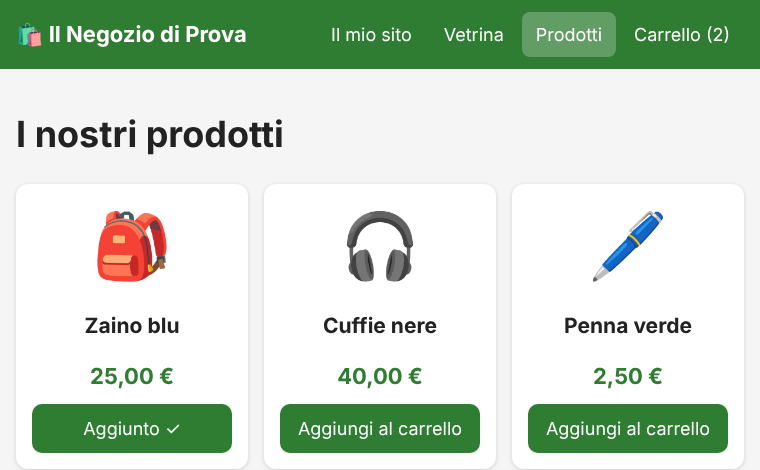 Il Negozio di Prova
Il mio sito
Vetrina
Prodotti
Carrello (2)
I nostri prodotti
Zaino blu
25,00 €
Aggiunto ✓
Cuffie nere
40,00 €
Aggiungi al carrello
Penna verde
2,50 €
Aggiungi al carrello